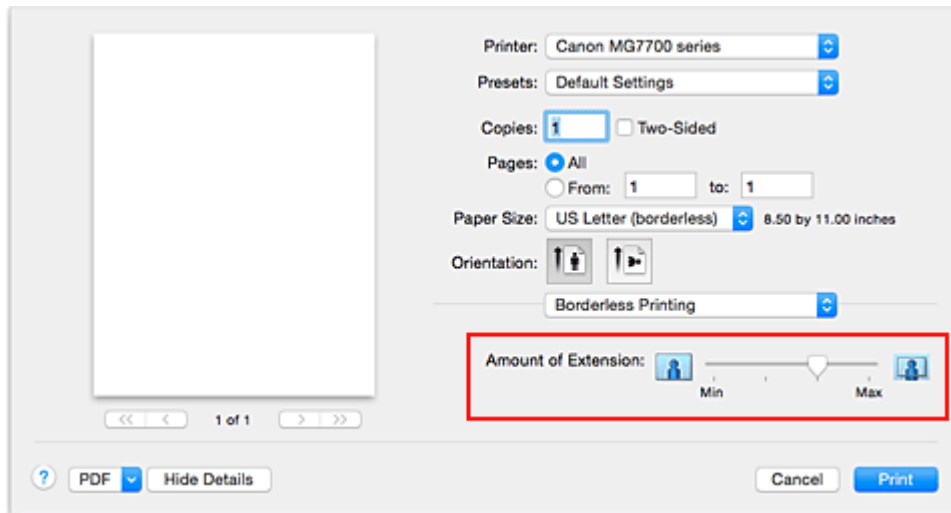 Printer: Canon MG7700 series
Presets: Default Settings
Copies: 1 Two-Sided
Pages: All
From: 1 to: 1
Paper Size: US Letter (borderless) 8.50 by 11.00 inches
Orientation:
Borderless Printing
Amount of Extension:
Min Max
1 of 1
? PDF Hide Details Cancel Print